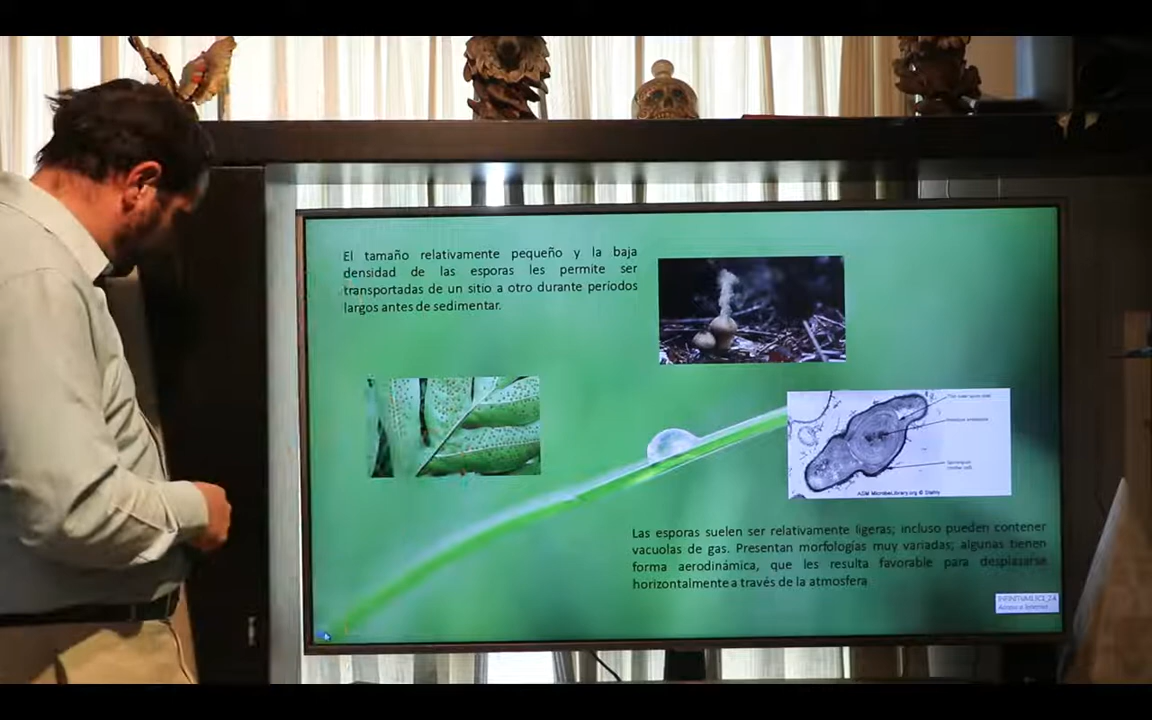 El tamaño relativamente pequeño y la baja
densidad de las esporas les permite ser
transportadas de un sitio a otro durante periodos
largos antes de sedimentar.
ASM MicrobeLibrary.org ©
Las esporas suelen ser relativamente ligeras; incluso pueden contener
vacuolas de gas. Presentan morfologías muy variadas; algunas tienen
forma aerodinámica, que les resulta favorable para desplazarse
horizontalmente a través de la atmosfera
Acceso a Internet